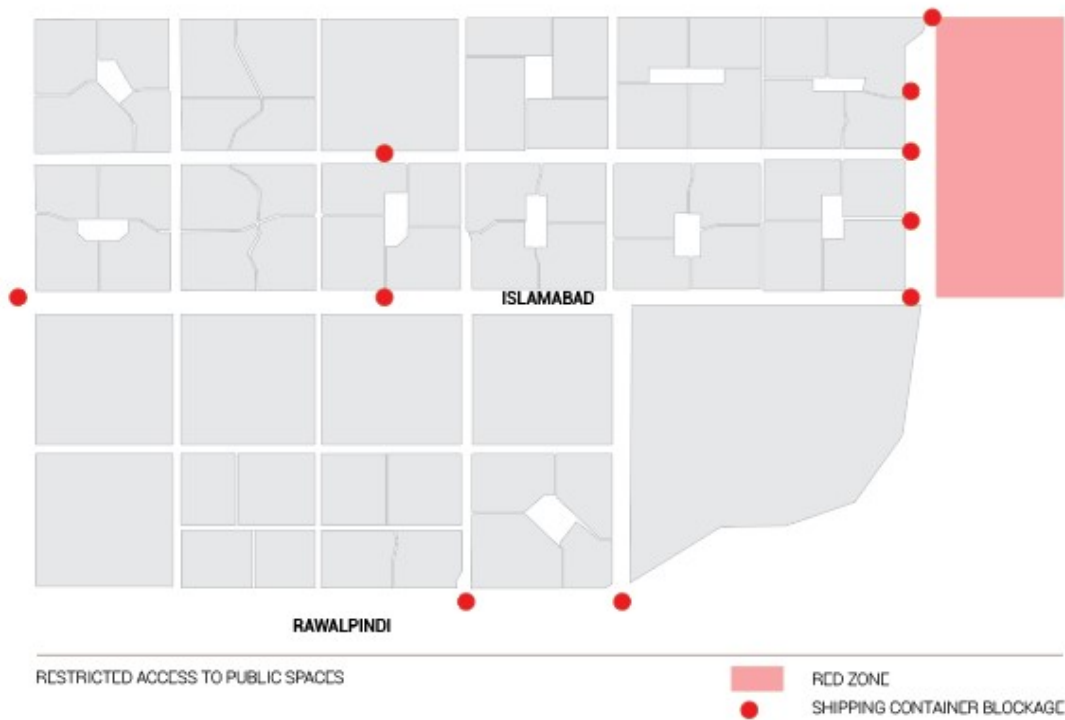 ISLAMABAD
RAWALPINDI
RESTRICTED ACCESS TO PUBLIC SPACES
RED ZONE
SHIPPING CONTAINER BLOCKAGE